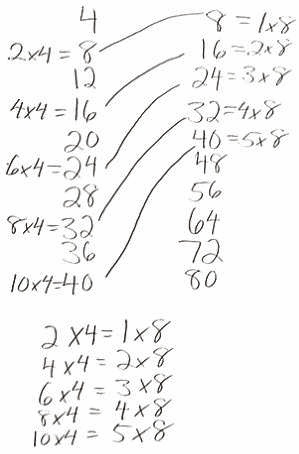 4
2x4=8
12
4x4=16
20
6x4=24
28
8x4=32
36
10x4=40
8 = 1x8
16=2x8
24=3x8
32=4x8
40=5x8
48
56
64
72
80
2x4=1x8
4x4=2x8
6x4=3x8
8x4=4x8
10x4=5x8